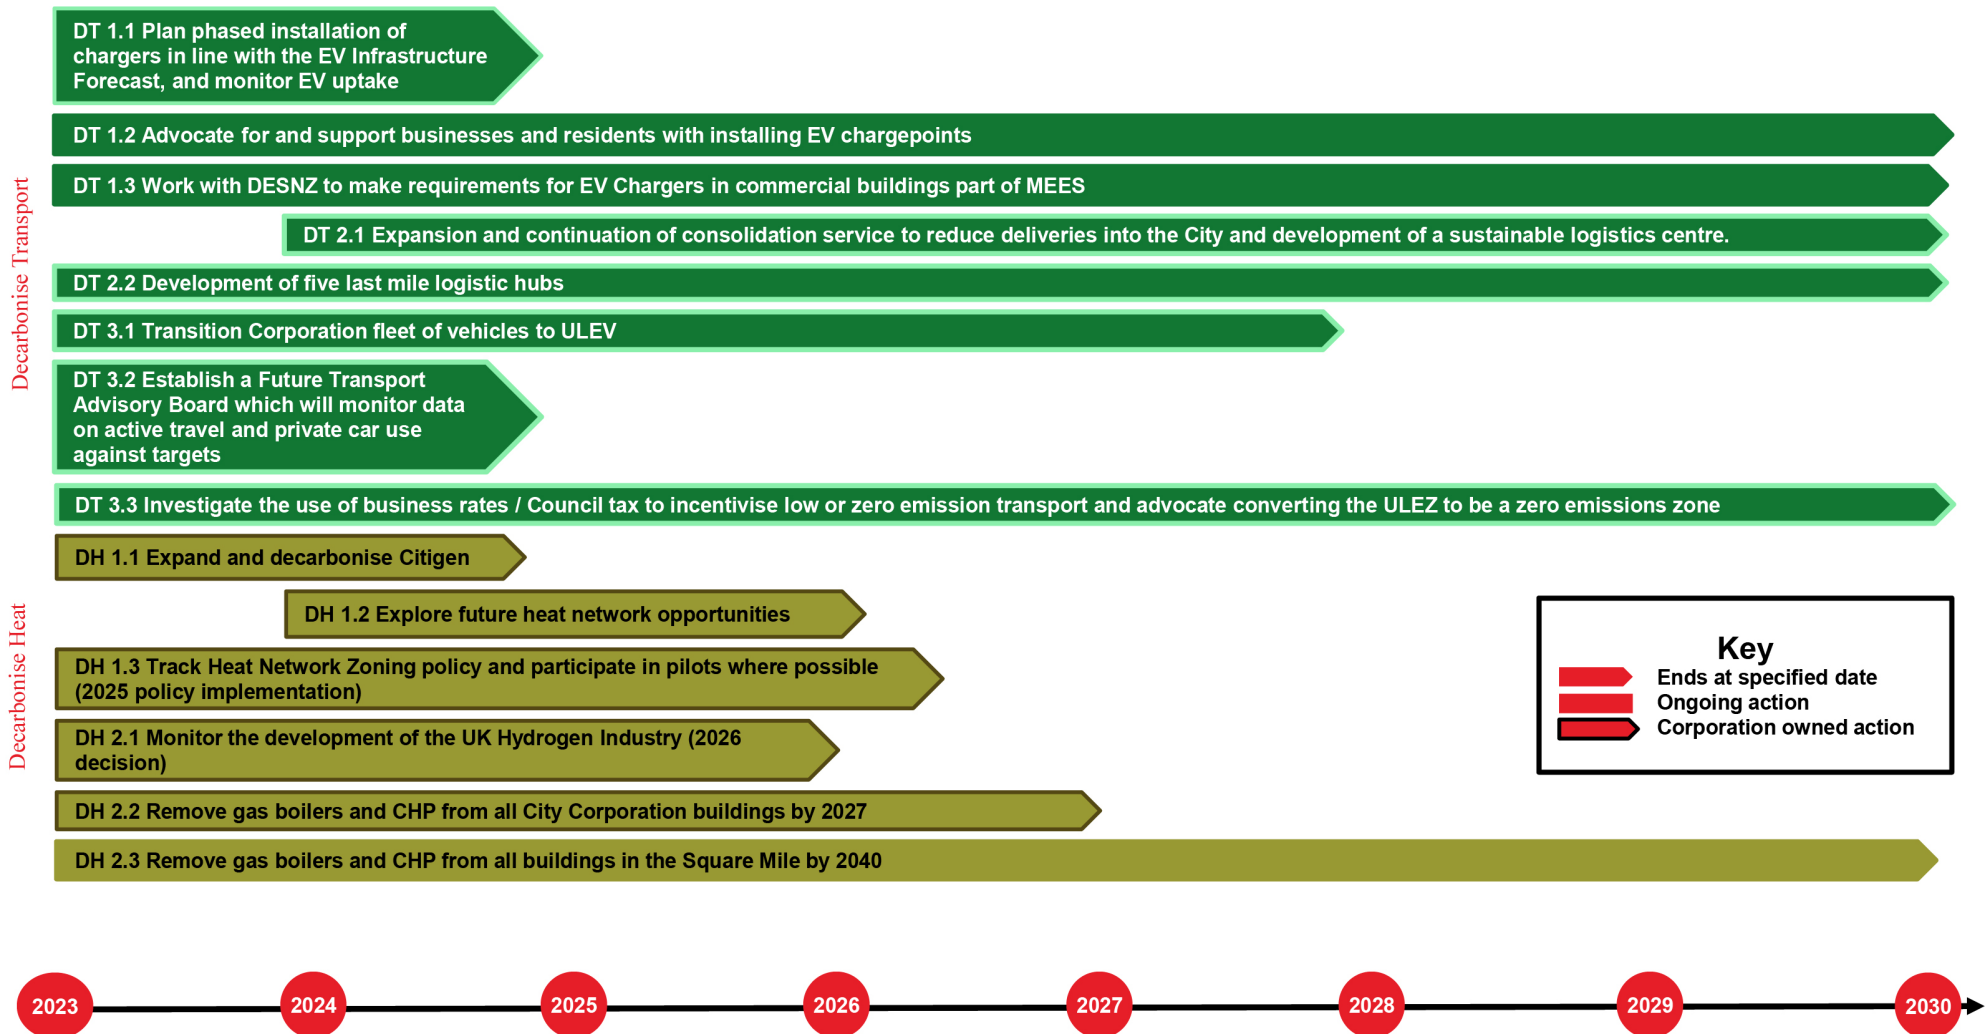 Decarbonise Transport
DT 1.1 Plan phased installation of
chargers in line with the EV Infrastructure
Forecast, and monitor EV uptake
DT 1.2 Advocate for and support businesses and residents with installing EV chargepoints
DT 1.3 Work with DESNZ to make requirements for EV Chargers in commercial buildings part of MEES
DT 2.1 Expansion and continuation of consolidation service to reduce deliveries into the City and development of a sustainable logistics centre.
DT 2.2 Development of five last mile logistic hubs
DT 3.1 Transition Corporation fleet of vehicles to ULEV
DT 3.2 Establish a Future Transport
Advisory Board which will monitor data
on active travel and private car use
against targets
DT 3.3 Investigate the use of business rates / Council tax to incentivise low or zero emission transport and advocate converting the ULEZ to be a zero emissions zone
Decarbonise Heat
DH 1.1 Expand and decarbonise Citigen
DH 1.2 Explore future heat network opportunities
DH 1.3 Track Heat Network Zoning policy and participate in pilots where possible
(2025 policy implementation)
DH 2.1 Monitor the development of the UK Hydrogen Industry (2026
decision)
DH 2.2 Remove gas boilers and CHP from all City Corporation buildings by 2027
DH 2.3 Remove gas boilers and CHP from all buildings in the Square Mile by 2040
Key
Ends at specified date
Ongoing action
Corporation owned action
2023
2024
2025
2026
2027
2028
2029
2030